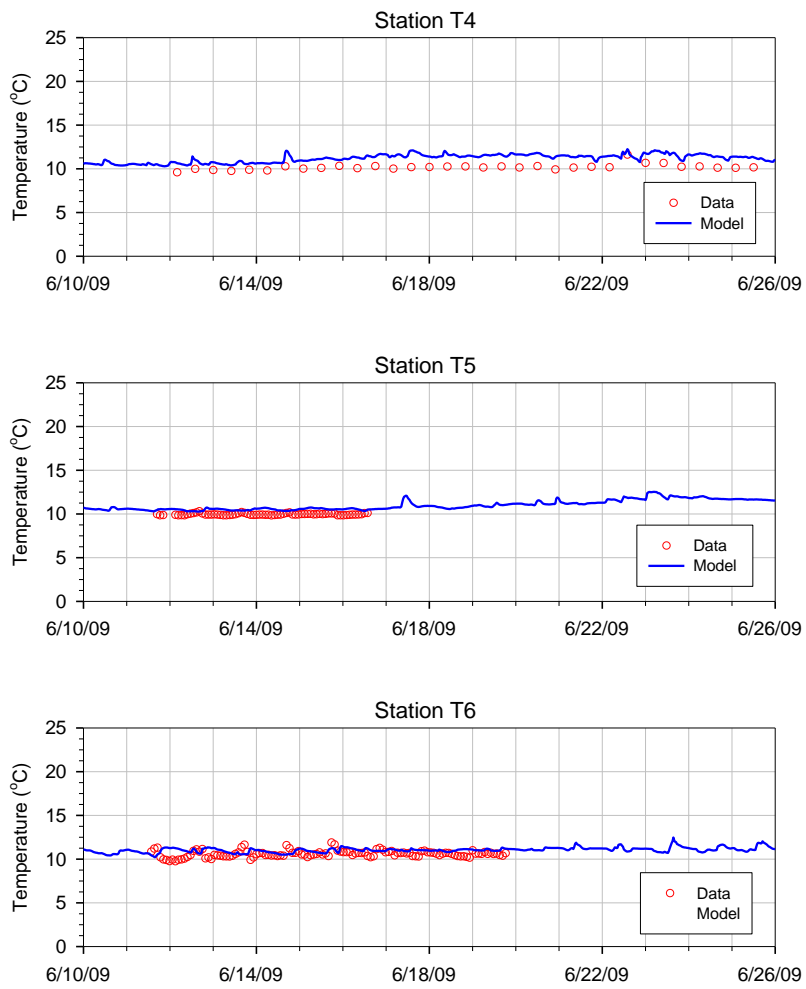 Station T4
25
20
15
10
5
0
Temperature (°C)
Data
Model
6/10/09 6/14/09 6/18/09 6/22/09 6/26/09
Station T5
25
20
15
10
5
0
Temperature (°C)
Data
Model
6/10/09 6/14/09 6/18/09 6/22/09 6/26/09
Station T6
25
20
15
10
5
0
Temperature (°C)
Data
Model
6/10/09 6/14/09 6/18/09 6/22/09 6/26/09